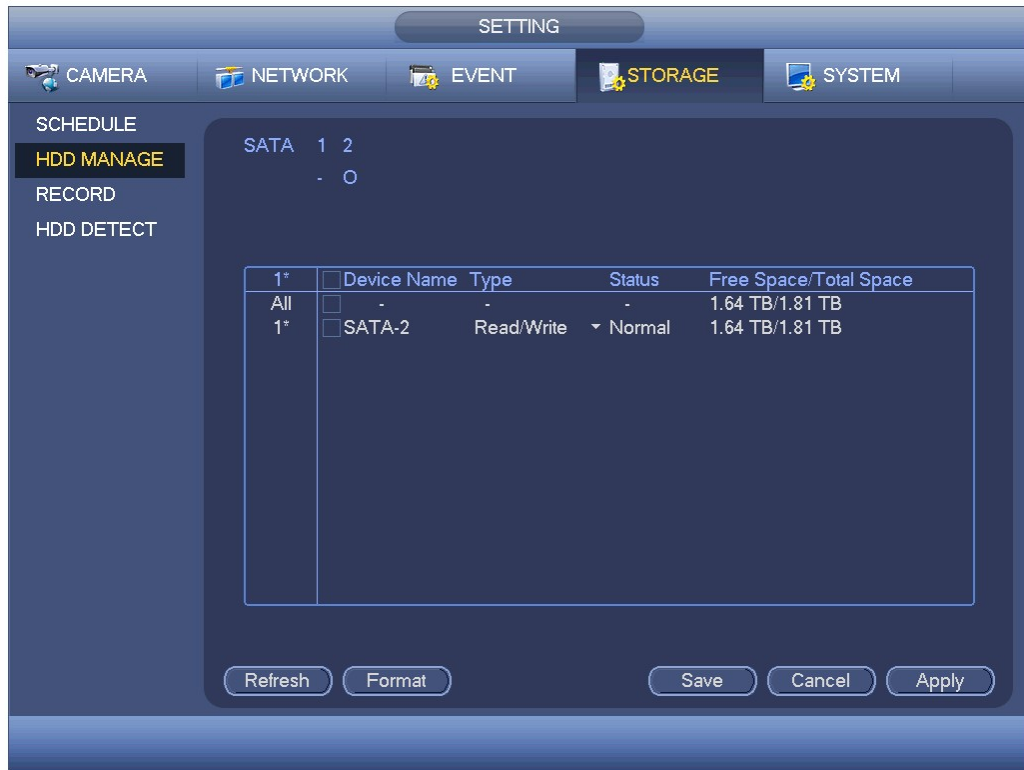 SETTING
CAMERA NETWORK EVENT STORAGE SYSTEM
SCHEDULE
HDD MANAGE
RECORD
HDD DETECT
SATA 1 2
- O
1* Device Name Type Status Free Space/Total Space
All - - - 1.64 TB/1.81 TB
1* SATA-2 Read/Write Normal 1.64 TB/1.81 TB
Refresh Format Save Cancel Apply